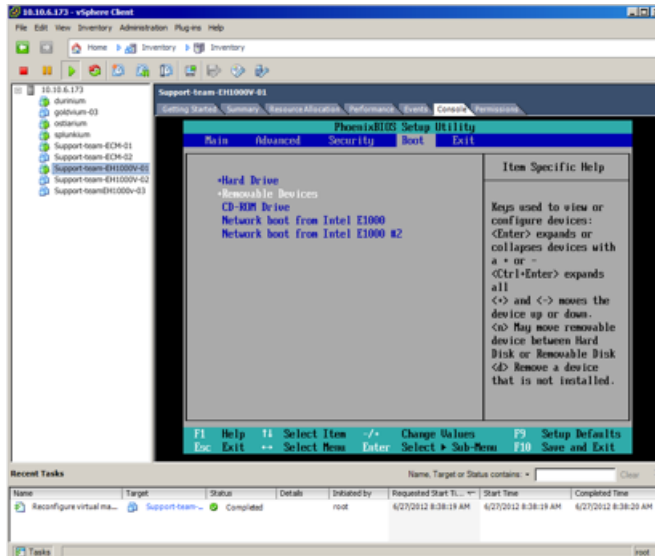 10.10.6.173 - vSphere Client
File Edit View Inventory Administration Plug-ins Help
Home Inventory Inventory
10.10.6.173
durinium
goldvium-03
ostiarium
splunkium
Support-team-ECM-01
Support-team-ECM-02
Support-team-EH1000V-01
Support-team-EH1000V-02
Support-teamEH1000v-03
Support-team-EH1000V-01
Getting Started Summary Resource Allocation Performance Events Console Permissions
PhoenixBIOS Setup Utility
Main Advanced Security Boot Exit
+Hard Drive
+Removable Devices
CD-ROM Drive
Network boot from Intel E1000
Network boot from Intel E1000 #2
Item Specific Help
Keys used to view or
configure devices:
<Enter> expands or
collapses devices with
a + or -
<Ctrl+Enter> expands
all
<+> and <-> moves the
device up or down.
<n> May move removable
device between Hard
Disk or Removable Disk
<d> Remove a device
that is not installed.
F1 Help ↑↓ Select Item -/+ Change Values F9 Setup Defaults
Esc Exit ↔ Select Menu Enter Select ▶ Sub-Menu F10 Save and Exit
Recent Tasks
Name, Target or Status contains: Clear
Name Target Status Details Initiated by Requested Start Ti... Start Time Completed Time
Reconfigure virtual ma... Support-team-... Completed root 6/27/2012 8:38:19 AM 6/27/2012 8:38:19 AM 6/27/2012 8:38:20 AM
Tasks root